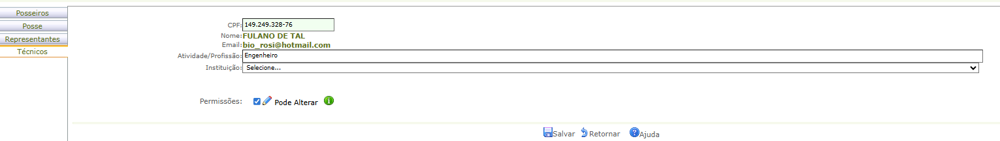 Posseiros
Posse
Representantes
Técnicos
CPF: 149.249.328-76
Nome: FULANO DE TAL
Email: bio_rosi@hotmail.com
Atividade/Profissão: Engenheiro
Instituição: Selecione...
Permissões: Pode Alterar
Salvar Retornar Ajuda